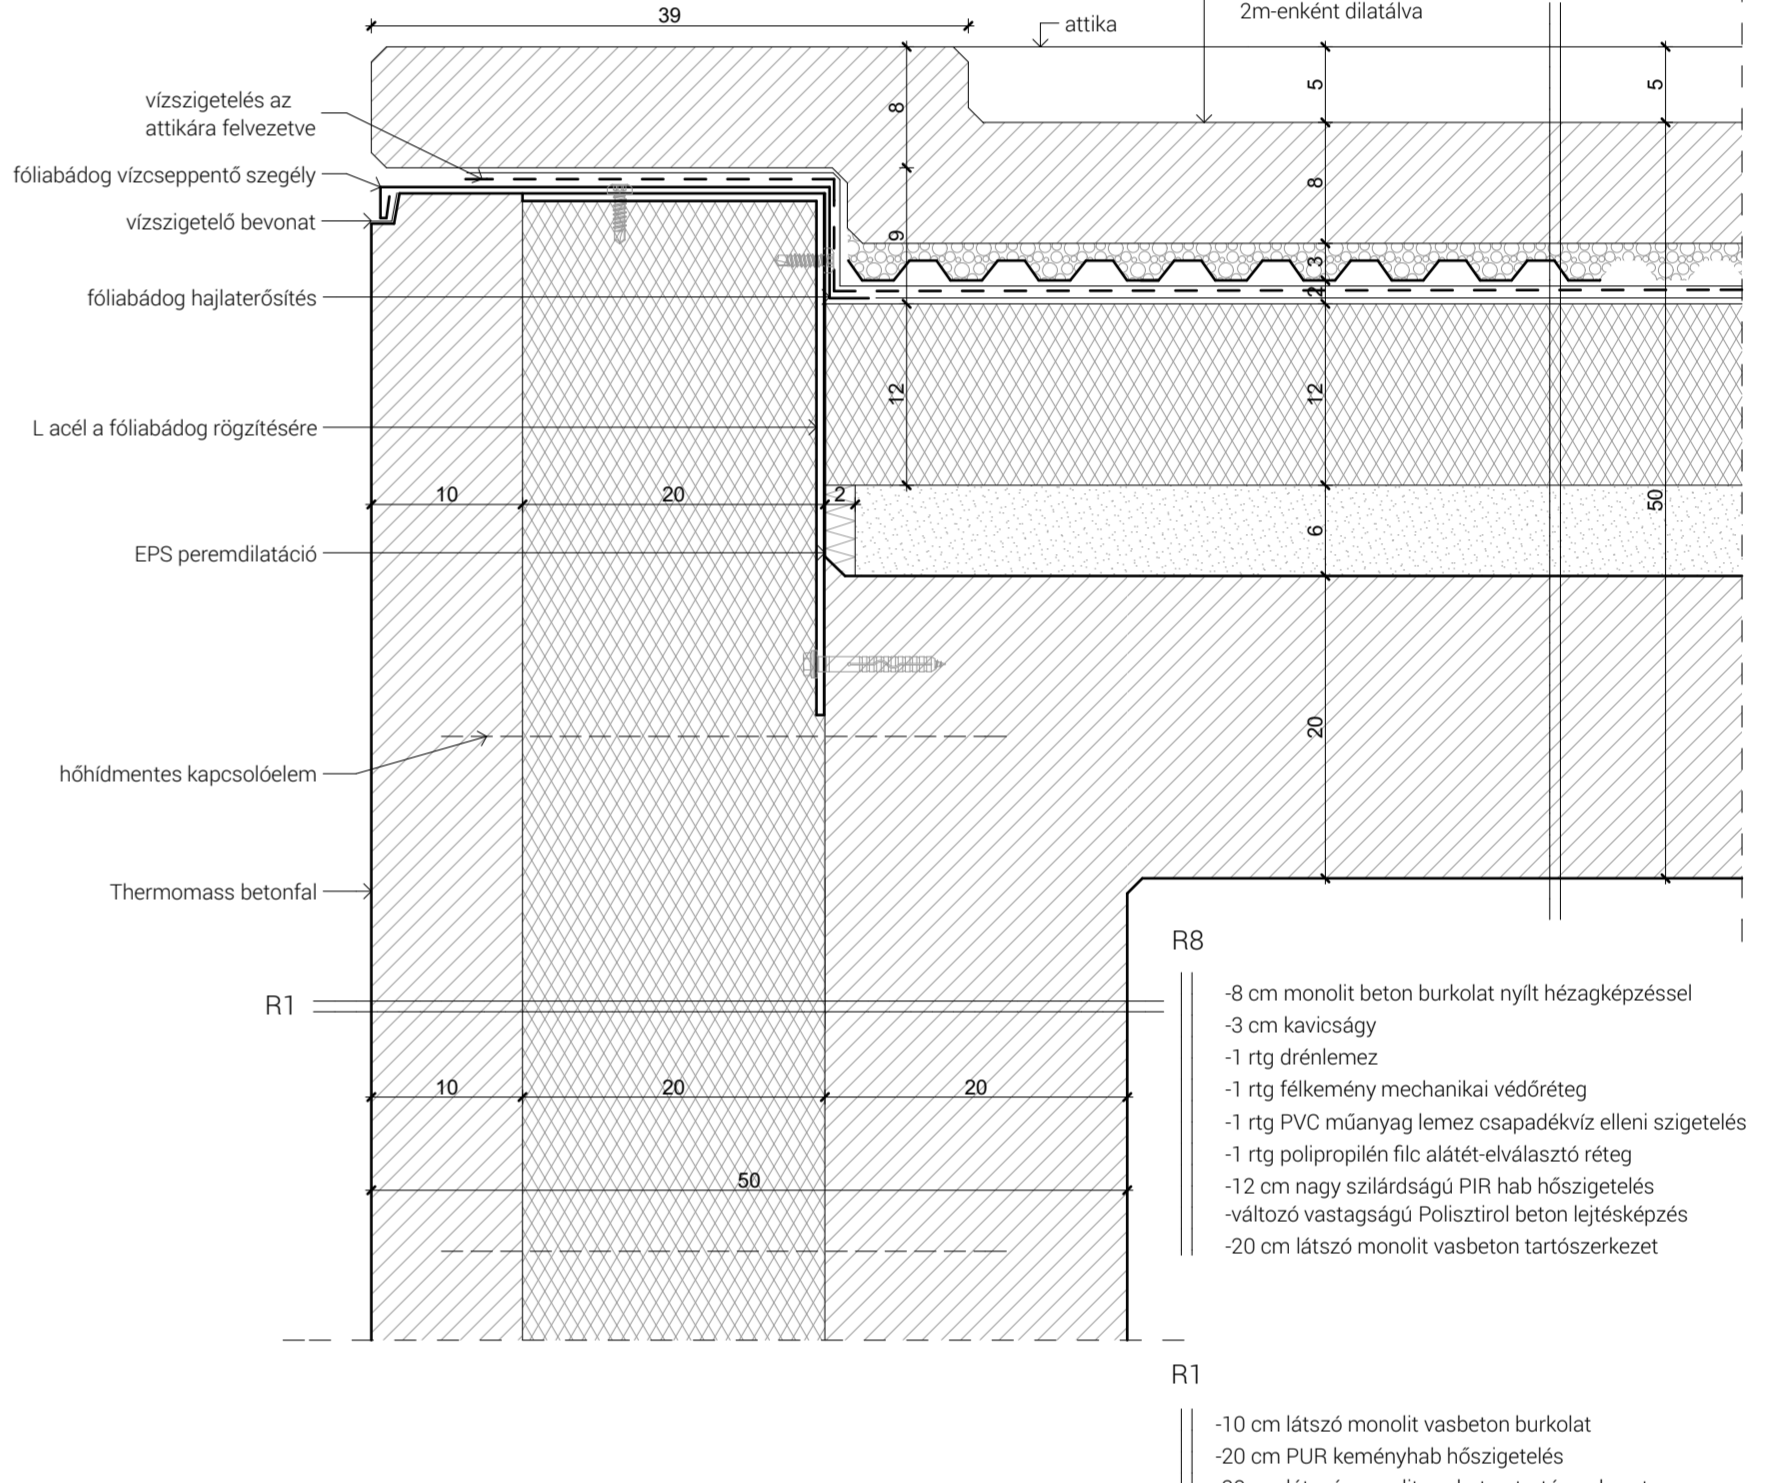 39
attika
2m-enként dilatálva
vízszigetelés az
attikára felvezetve
8
5
5
fóliabádog vízcseppentő szegély
8
vízszigetelő bevonat
9
3
fóliabádog hajlaterősítés
2
12
12
L acél a fóliabádog rögzítésére
10
20
2
50
6
EPS peremdilatáció
20
hőhídmentes kapcsolóelem
Thermomass betonfal
R8
-8 cm monolit beton burkolat nyílt hézagképzéssel
-3 cm kavicságy
-1 rtg drénlemez
-1 rtg félkemény mechanikai védőréteg
-1 rtg PVC műanyag lemez csapadékvíz elleni szigetelés
-1 rtg polipropilén filc alátét-elválasztó réteg
-12 cm nagy szilárdságú PIR hab hőszigetelés
-változó vastagságú Polisztirol beton lejtésképzés
-20 cm látszó monolit vasbeton tartószerkezet
R1
10
20
20
50
R1
-10 cm látszó monolit vasbeton burkolat
-20 cm PUR keményhab hőszigetelés